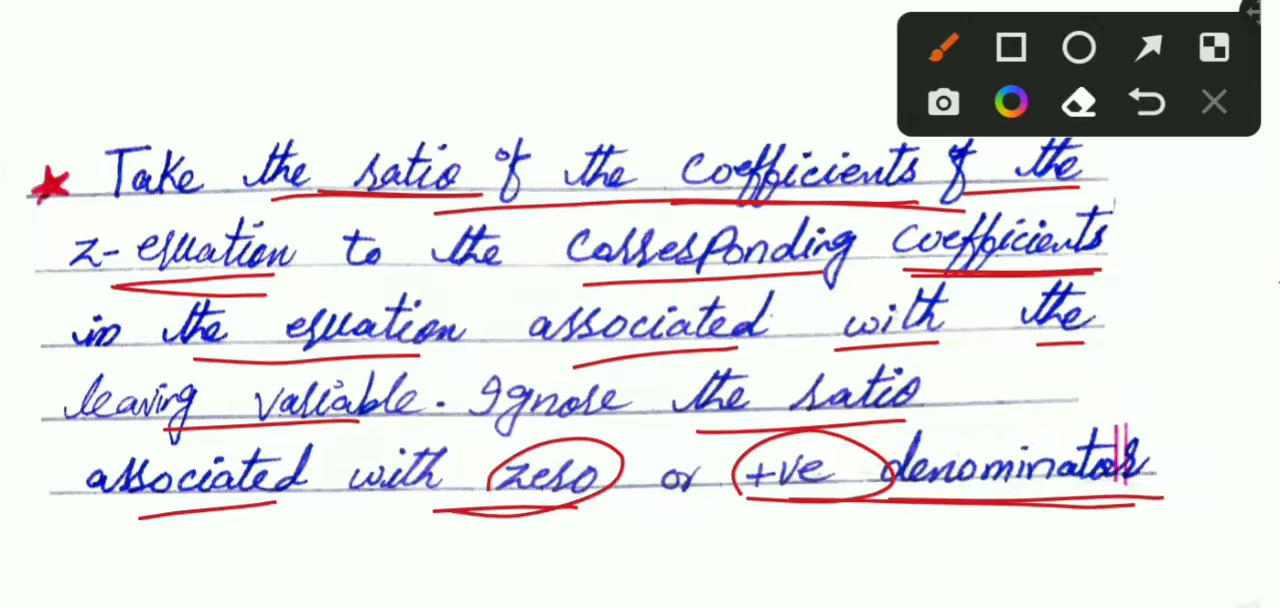 Take the ratio of the coefficients of the
z-equation to the corresponding coefficients
in the equation associated with the
leaving variable. Ignore the ratio
associated with zero or +ve denominators